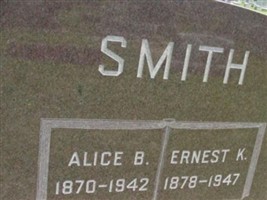 SMITH
ALICE B. ERNEST K.
1870-1942 1878-1947